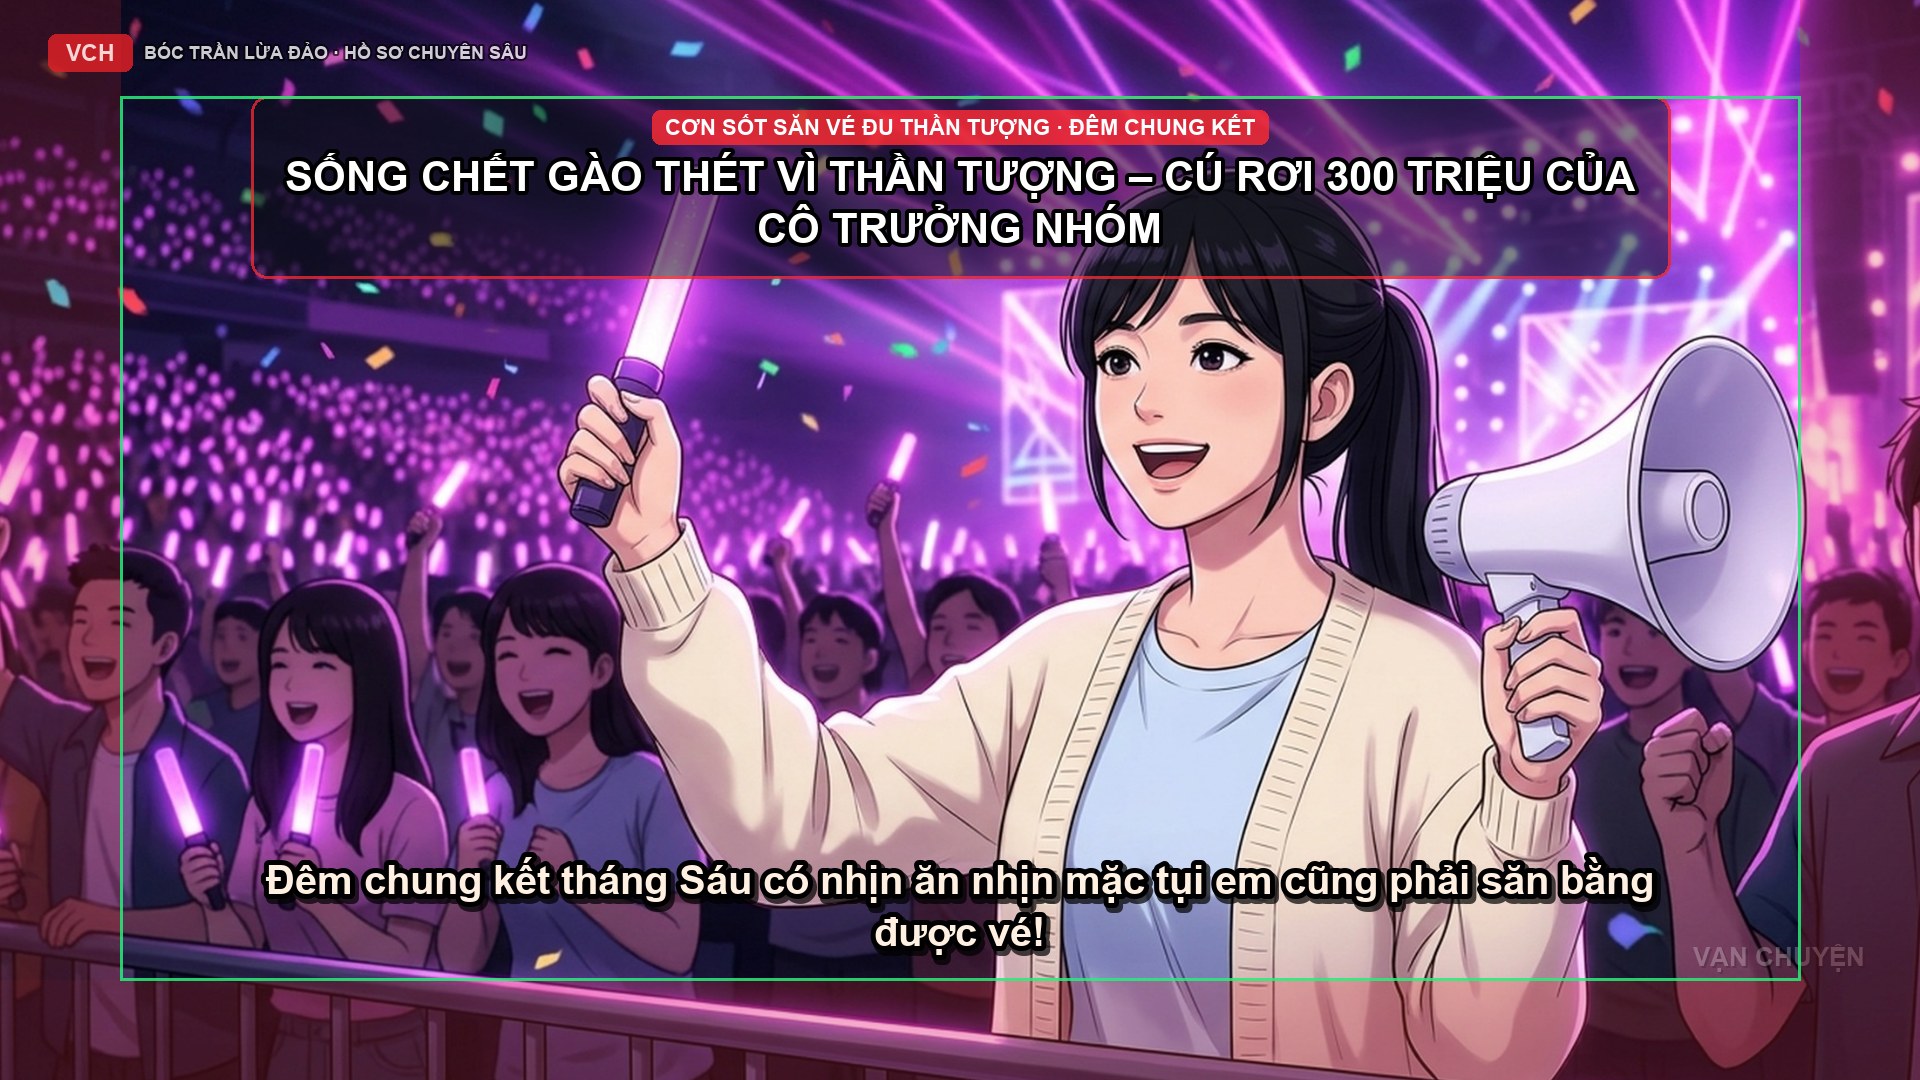 VCH BÓC TRẦN LỪA ĐẢO · HỒ SƠ CHUYÊN SÂU
CƠN SỐT SĂN VÉ ĐU THẦN TƯỢNG · ĐÊM CHUNG KẾT
SỐNG CHẾT GÀO THÉT VÌ THẦN TƯỢNG – CÚ RƠI 300 TRIỆU CỦA
CÔ TRƯỞNG NHÓM
Đêm chung kết tháng Sáu có nhịn ăn nhịn mặc tụi em cũng phải săn bằng
được vé!
VẠN CHUYỆN